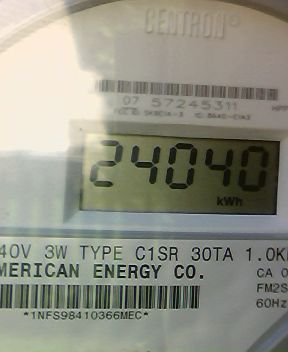 CENTRON®
07 57245311
24040
kWh
40V 3W TYPE C1SR 30TA 1.0K
MERICAN ENERGY CO.
CA 0
FM2S
60Hz
*1NFS98410366MEC*